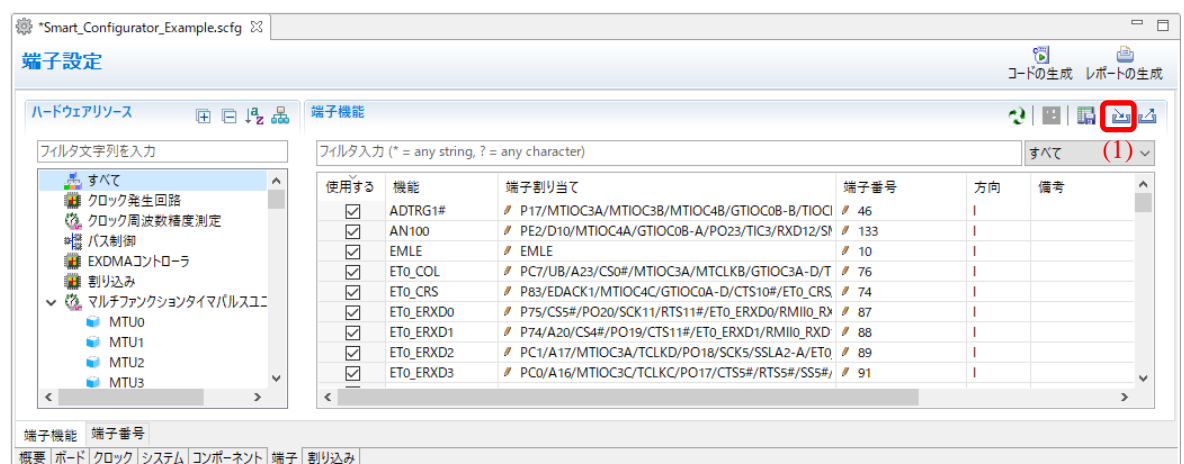 *Smart_Configurator_Example.scfg
端子設定
コードの生成 レポートの生成
ハードウェアリソース
端子機能
(1)
フィルタ文字列を入力
フィルタ入力 (* = any string, ? = any character)
すべて
すべて
クロック発生回路
クロック周波数精度測定
バス制御
EXDMAコントローラ
割り込み
マルチファンクションタイマパルスユニ
MTU0
MTU1
MTU2
MTU3
使用する 機能 端子割り当て 端子番号 方向 備考
ADTRG1# P17/MTIOC3A/MTIOC3B/MTIOC4B/GTIOC0B-B/TIOCI 46 I
AN100 PE2/D10/MTIOC4A/GTIOC0B-A/PO23/TIC3/RXD12/SM 133 I
EMLE EMLE 10 I
ET0_COL PC7/UB/A23/CS0#/MTIOC3A/MTCLKB/GTIOC3A-D/T 76 I
ET0_CRS P83/EDACK1/MTIOC4C/GTIOC0A-D/CTS10#/ET0_CRS, 74 I
ET0_ERXD0 P75/CS5#/PO20/SCK11/RTS11#/ET0_ERXD0/RMII0_RX 87 I
ET0_ERXD1 P74/A20/CS4#/PO19/CTS11#/ET0_ERXD1/RMII0_RXD 88 I
ET0_ERXD2 PC1/A17/MTIOC3A/TCLKD/PO18/SCK5/SSLA2-A/ET0_ 89 I
ET0_ERXD3 PC0/A16/MTIOC3C/TCLKC/PO17/CTS5#/RTS5#/SS5#/ 91 I
端子機能 端子番号
概要 ボード クロック システム コンポーネント 端子 割り込み